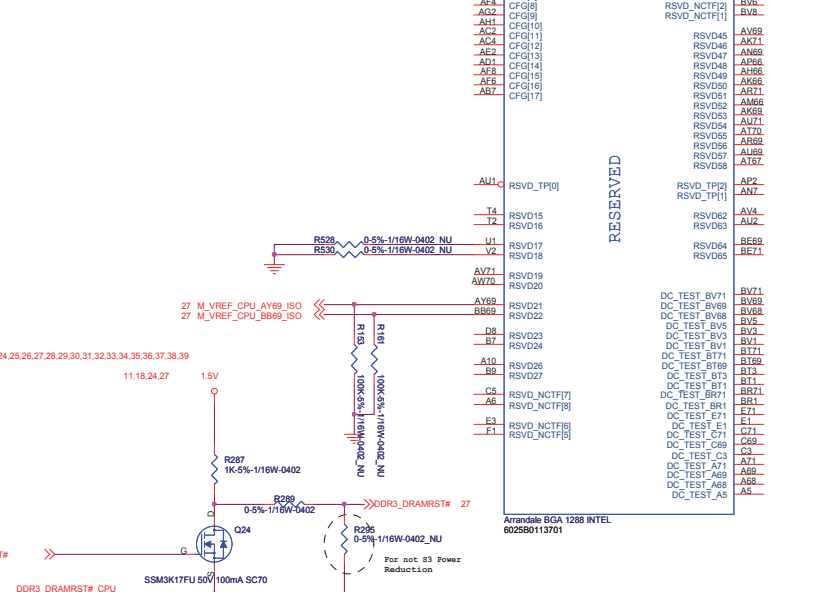 AF4 CFG[8]
AG2 CFG[9]
AH1 CFG[10]
AC2 CFG[11]
AC4 CFG[12]
AE2 CFG[13]
AD1 CFG[14]
AF8 CFG[15]
AF6 CFG[16]
AB7 CFG[17]
RSVD_NCTF[2] BV6
RSVD_NCTF[1] BV8
RSVD45 AV69
RSVD46 AK71
RSVD47 AN69
RSVD48 AP66
RSVD49 AH66
RSVD50 AK66
RSVD51 AR71
RSVD52 AM66
RSVD53 AK69
RSVD54 AU71
RSVD55 AT70
RSVD56 AR69
RSVD57 AU69
RSVD58 AT67
RESERVED
AU1 RSVD_TP[0]
RSVD_TP[2] AP2
RSVD_TP[1] AN7
T4 RSVD15
T2 RSVD16
RSVD62 AV4
RSVD63 AU2
R528 0-5%-1/16W-0402_NU U1 RSVD17
R530 0-5%-1/16W-0402_NU V2 RSVD18
RSVD64 BE69
RSVD65 BE71
AV71 RSVD19
AW70 RSVD20
27 M_VREF_CPU_AY69_ISO AY69 RSVD21
27 M_VREF_CPU_BB69_ISO BB69 RSVD22
D8 RSVD23
B7 RSVD24
A10 RSVD26
B9 RSVD27
C5 RSVD_NCTF[7]
A6 RSVD_NCTF[8]
E3 RSVD_NCTF[6]
F1 RSVD_NCTF[5]
DC_TEST_BV71 BV71
DC_TEST_BV69 BV69
DC_TEST_BV68 BV68
DC_TEST_BV5 BV5
DC_TEST_BV3 BV3
DC_TEST_BV1 BV1
DC_TEST_BT71 BT71
DC_TEST_BT69 BT69
DC_TEST_BT3 BT3
DC_TEST_BT1 BT1
DC_TEST_BR71 BR71
DC_TEST_BR1 BR1
DC_TEST_E71 E71
DC_TEST_E1 E1
DC_TEST_C71 C71
DC_TEST_C69 C69
DC_TEST_C3 C3
DC_TEST_A71 A71
DC_TEST_A69 A69
DC_TEST_A68 A68
DC_TEST_A5 A5
R163 100K-5%-1/16W-0402_NU
R161 100K-5%-1/16W-0402_NU
24,25,26,27,28,29,30,31,32,33,34,35,36,37,38,39
11,18,24,27 1.5V
R287
1K-5%-1/16W-0402
R289
0-5%-1/16W-0402
DDR3_DRAMRST# 27
D
Q24
G
S
SSM3K17FU 50V 100mA SC70
R295
0-5%-1/16W-0402_NU
For not S3 Power
Reduction
Arrandale BGA 1288 INTEL
6025B0113701
T#
DDR3_DRAMRST#_CPU